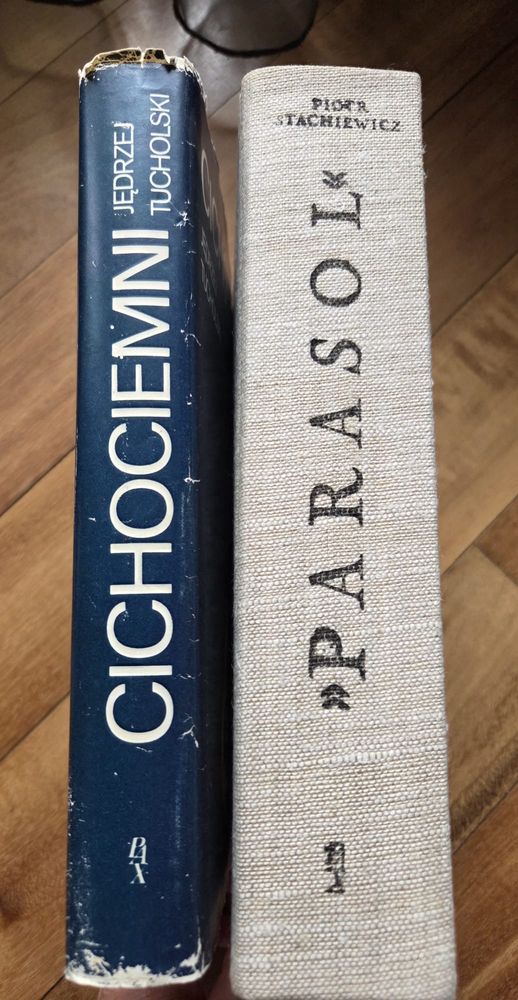 JĘDRZEJ
TUCHOLSKI
CICHOCIEMNI
PAX
PIOTR
STACHIEWICZ
»PARASOL«